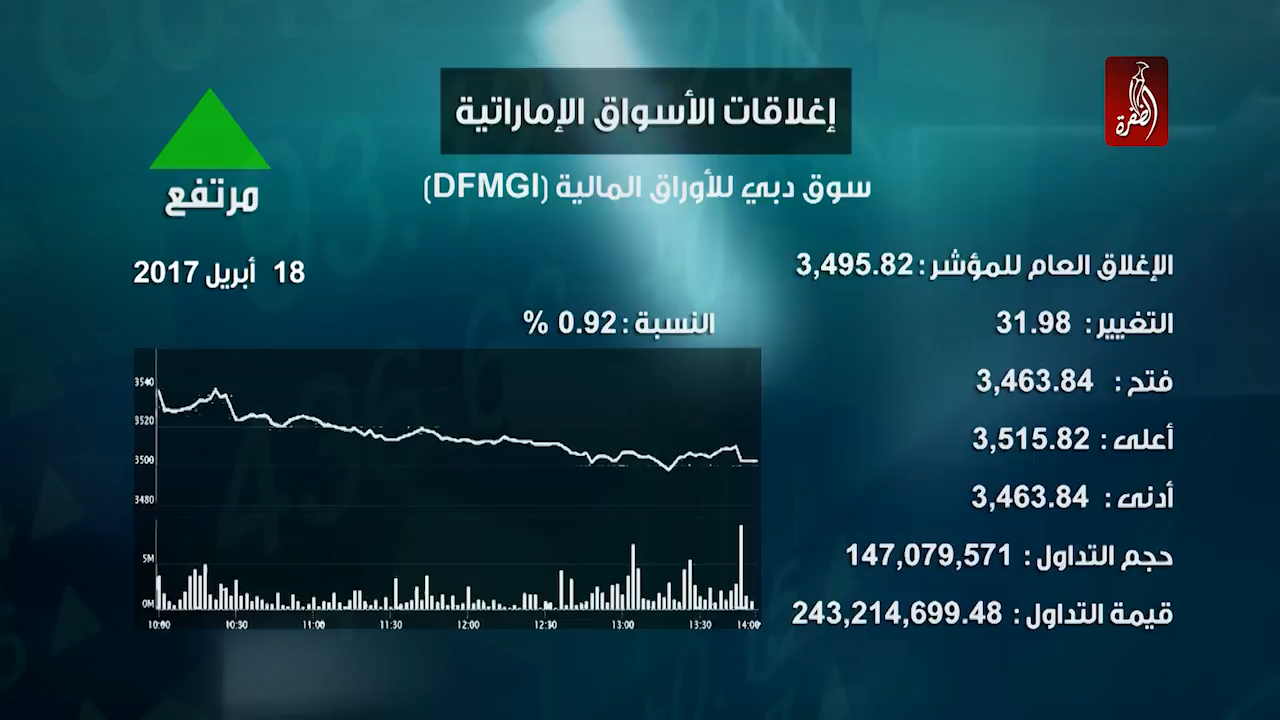 إغلاقات الأسواق الإماراتية
الظفرة
سوق دبي للأوراق المالية (DFMGI)
مرتفع
18 أبريل 2017
الإغلاق العام للمؤشر: 3,495.82
التغيير: 31.98
النسبة: 0.92 %
فتح: 3,463.84
أعلى: 3,515.82
أدنى: 3,463.84
حجم التداول: 147,079,571
قيمة التداول: 243,214,699.48
3540
3520
3500
3480
5M
0M
10:00 10:30 11:00 11:30 12:00 12:30 13:00 13:30 14:00